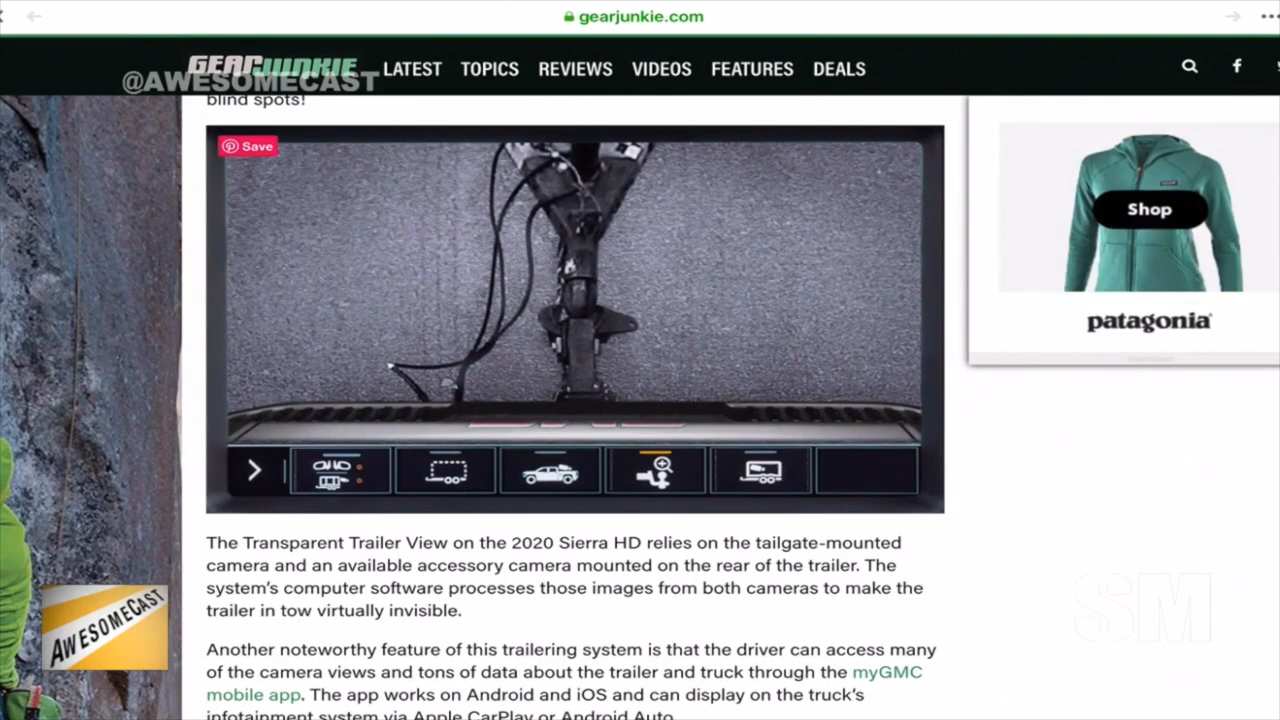 gearjunkie.com
GEARJUNKIE
@AWESOMECAST
LATEST TOPICS REVIEWS VIDEOS FEATURES DEALS
blind spots!
Save
Shop
patagonia
The Transparent Trailer View on the 2020 Sierra HD relies on the tailgate-mounted
camera and an available accessory camera mounted on the rear of the trailer. The
system's computer software processes those images from both cameras to make the
trailer in tow virtually invisible.
Another noteworthy feature of this trailering system is that the driver can access many
of the camera views and tons of data about the trailer and truck through the myGMC
mobile app. The app works on Android and iOS and can display on the truck's
infotainment system via Apple CarPlay or Android Auto.
AWESOMECAST
SM